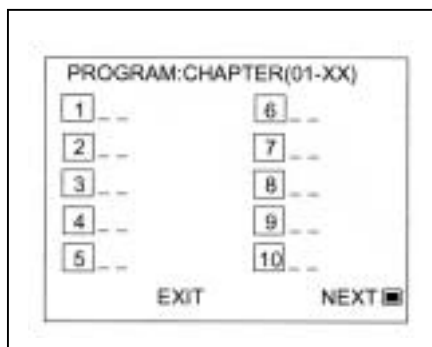 PROGRAM:CHAPTER(01-XX)
1 _ _ 6 _ _
2 _ _ 7 _ _
3 _ _ 8 _ _
4 _ _ 9 _ _
5 _ _ 10 _ _
EXIT NEXT